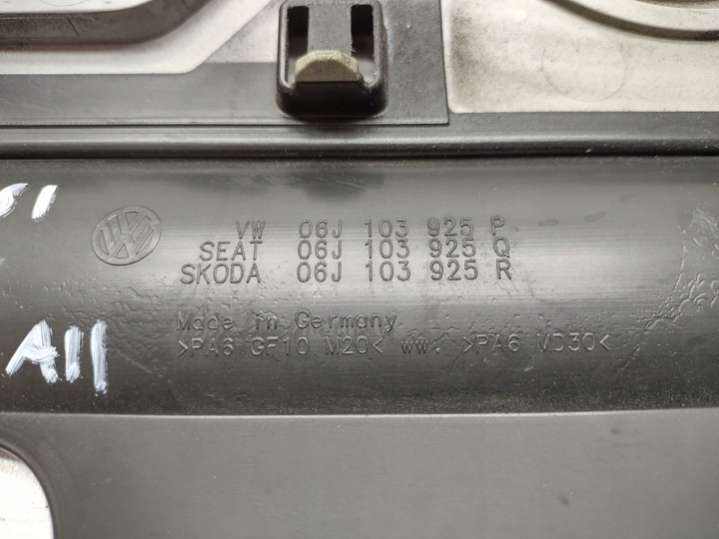 VW 06J 103 925 P
SEAT 06J 103 925 Q
SKODA 06J 103 925 R
Made in Germany
>PA6 GF10 M20< ww. >PA6 MD30<
A11